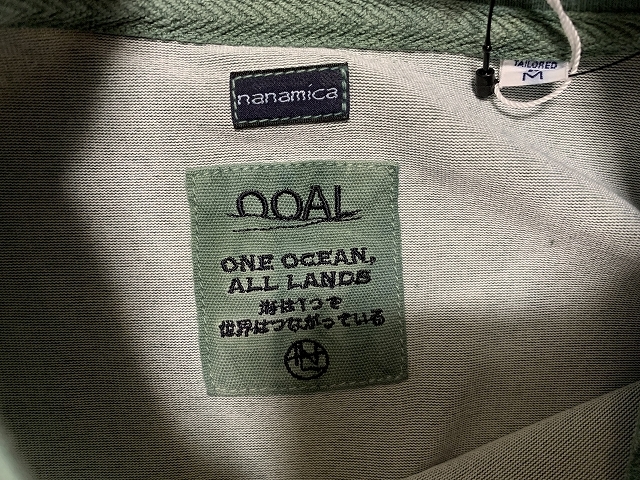 nanamica
TAILORED
M
OOAL
ONE OCEAN,
ALL LANDS
海は1つで
世界はつながっている